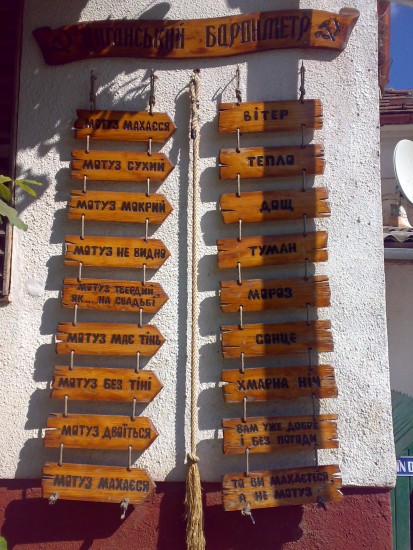 ЦИГАНСЬКИЙ БАРОМЕТР
МОТУЗ МАХАЄСЯ
ВІТЕР
МОТУЗ СУХИЙ
ТЕПЛО
МОТУЗ МОКРИЙ
ДОЩ
МОТУЗ НЕ ВИДНО
ТУМАН
МОТУЗ ТВЕРДИЙ,
ЯК.... НА СВАДЬБІ
МОРОЗ
МОТУЗ МАЄ ТІНЬ
СОНЦЕ
МОТУЗ БЕЗ ТІНІ
ХМАРНА НІЧ
МОТУЗ ДВОЇТЬСЯ
ВАМ УЖЕ ДОБРЕ
І БЕЗ ПОГОДИ
МОТУЗ МАХАЄСЯ
ТО ВИ МАХАЄТЕСЯ,
А НЕ МОТУЗ